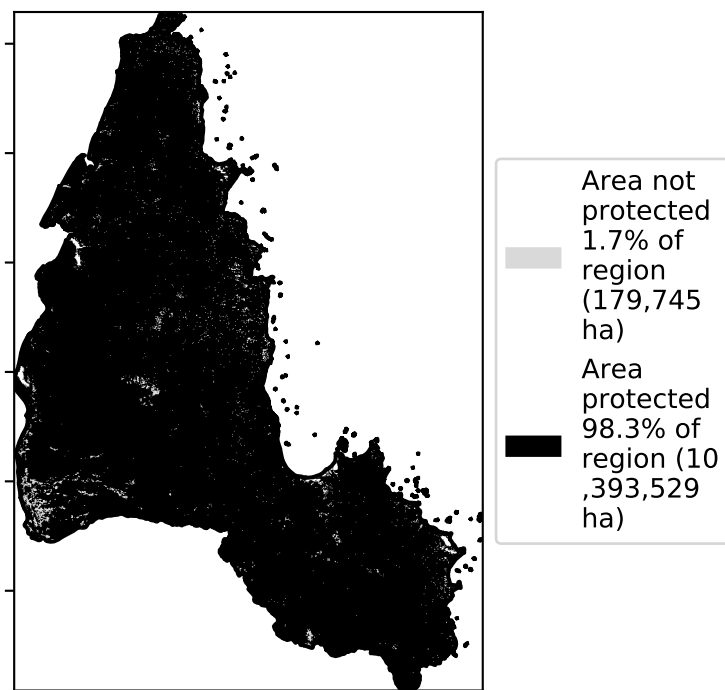 Area not
protected
1.7% of
region
(179,745
ha)
Area
protected
98.3% of
region (10
,393,529
ha)